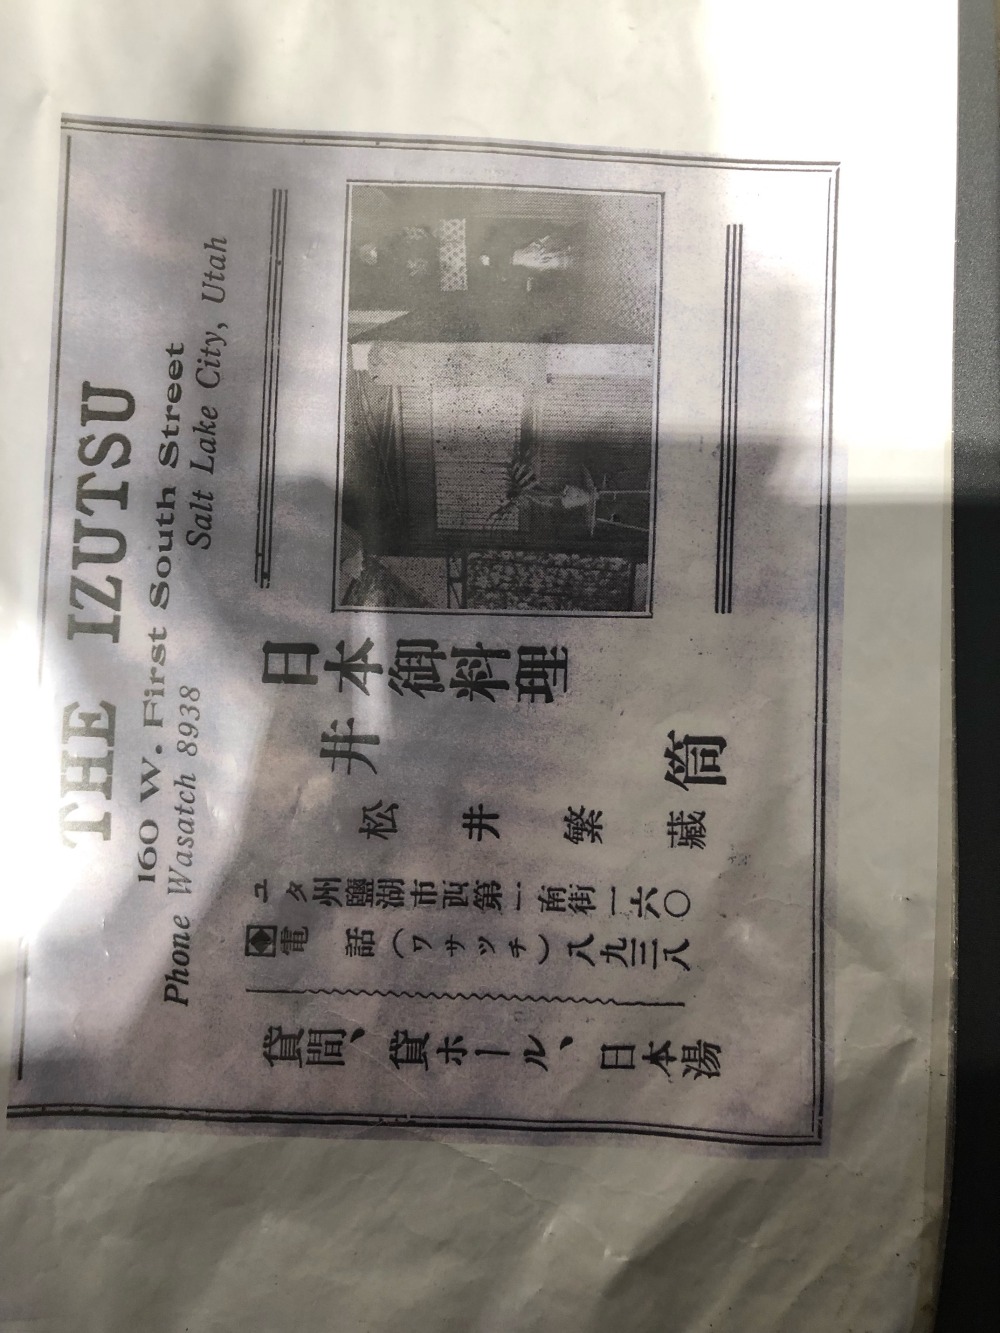 THE IZUTSU
160 W. First South Street
Salt Lake City, Utah
Phone Wasatch 8938
日本御料理
井筒
松井繁藏
ユタ州鹽湖市西第一南街一六〇
電話（ワサツチ）八九三八
貸間、貸ホール、日本湯